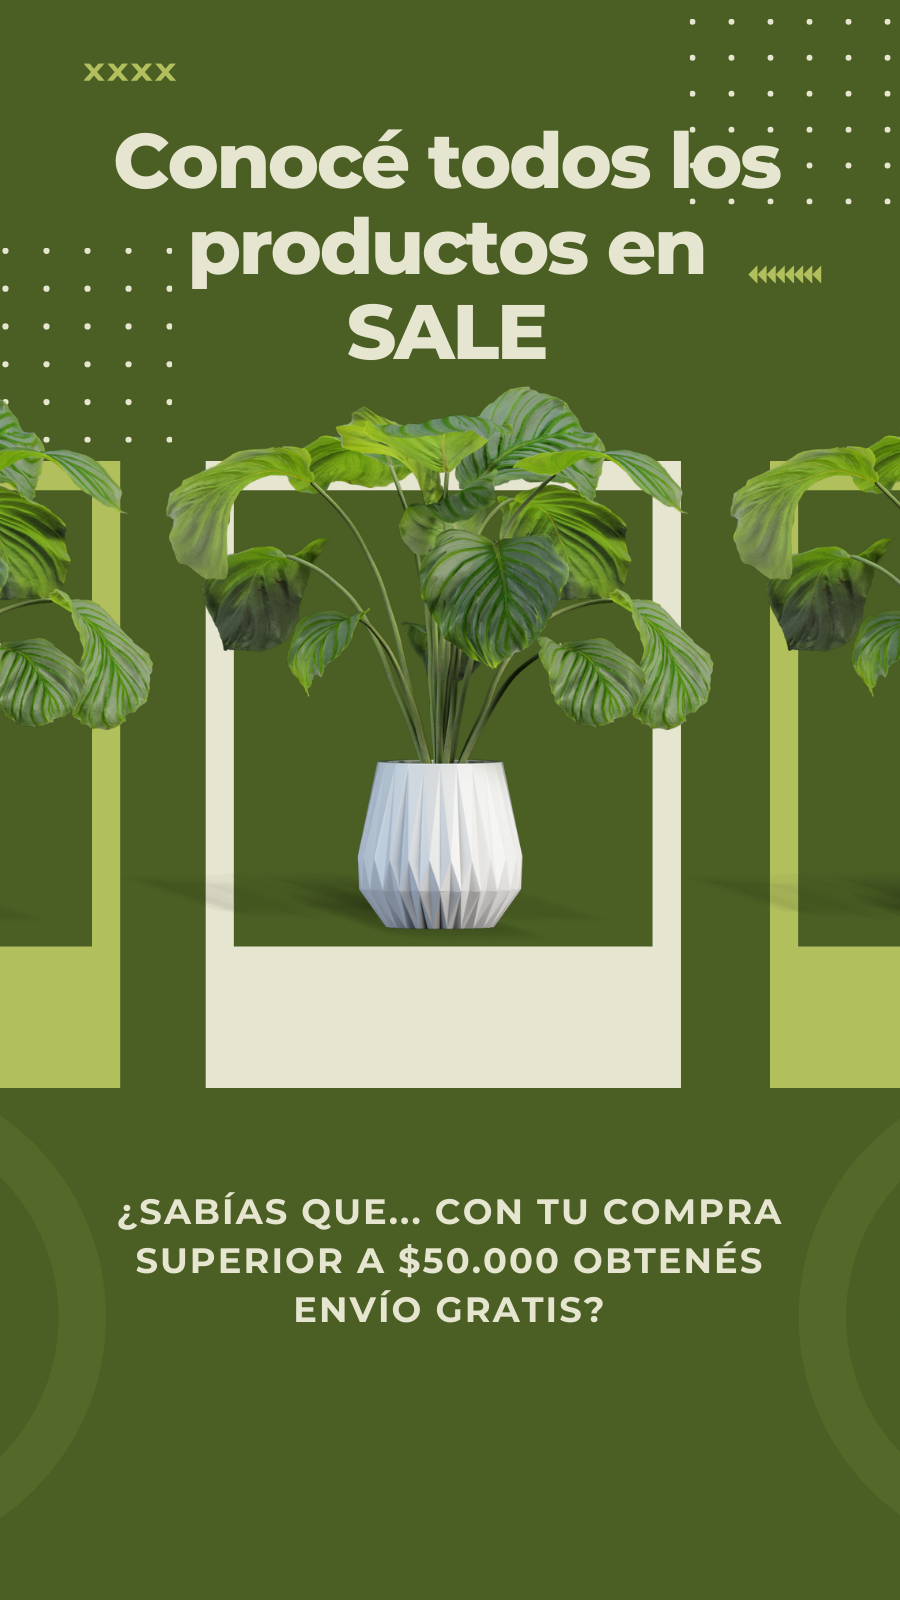 xxxx
Conocé todos los
productos en
SALE
¿SABÍAS QUE... CON TU COMPRA
SUPERIOR A $50.000 OBTENÉS
ENVÍO GRATIS?